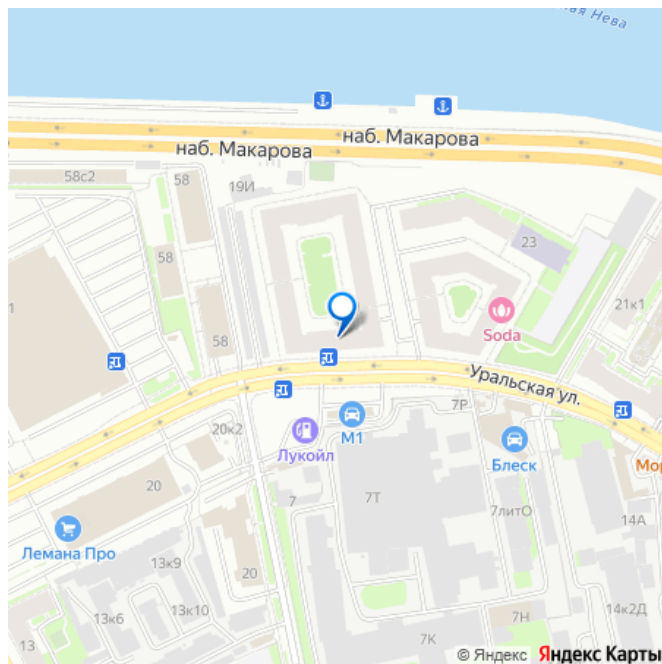 ная Нева
наб. Макарова
наб. Макарова
58с2
58
19И
23
58
21к1
1
58
Soda
Уральская ул.
7Р
М1
20к2
Лукойл
Блеск
Мор
20
7
7Т
7литО
14А
Лемана Про
13к9
20
13к6
13к10
14к2Д
7Н
13
7К
© Яндекс Яндекс Карты